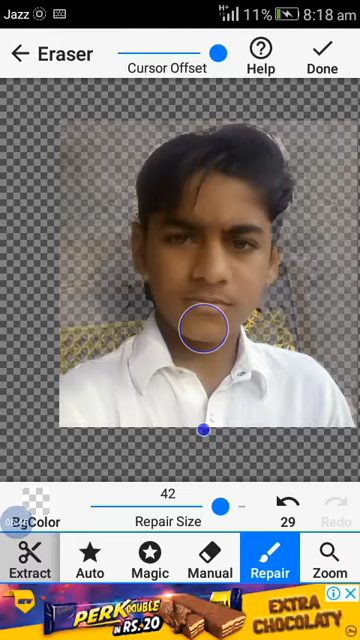 Jazz 11% 8:18 am
Eraser Cursor Offset Help Done
42
BgColor Repair Size 29 Redo
Extract Auto Magic Manual Repair Zoom
NEW PERK DOUBLE IN RS.20 EXTRA CHOCOLATY